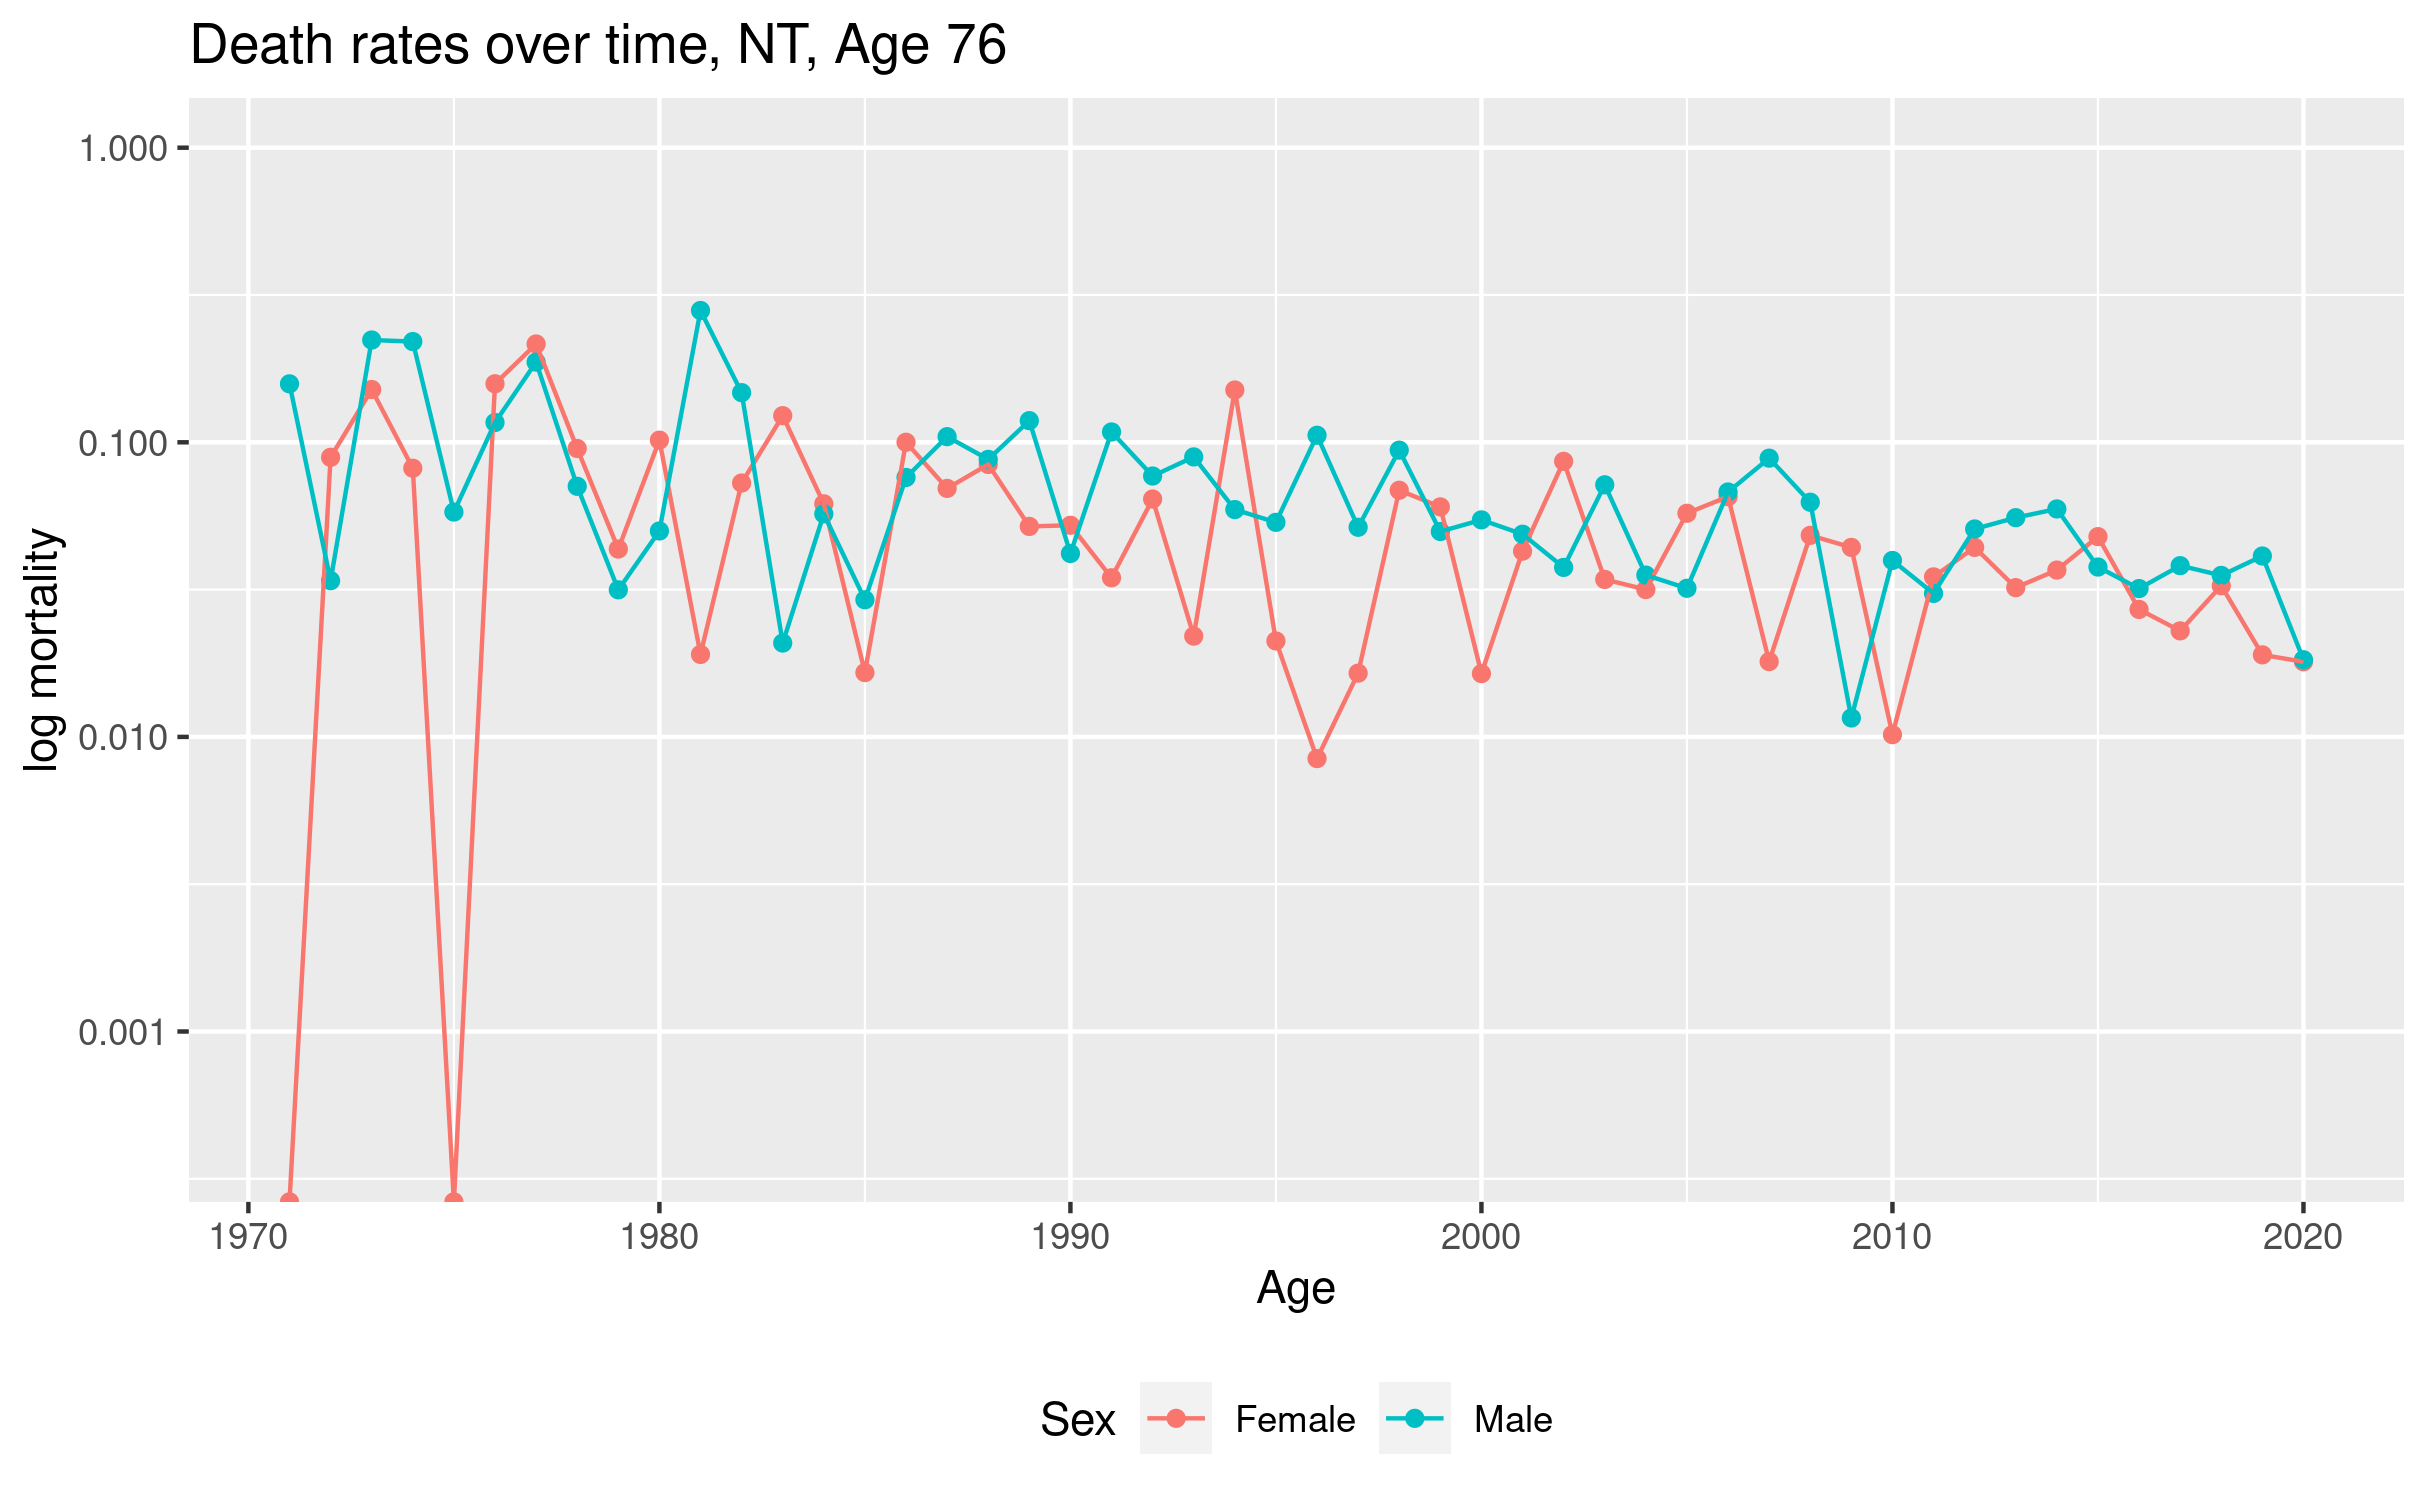 Death rates over time, NT, Age 76
log mortality
1.000
0.100
0.010
0.001
1970 1980 1990 2000 2010 2020
Age
Sex Female Male